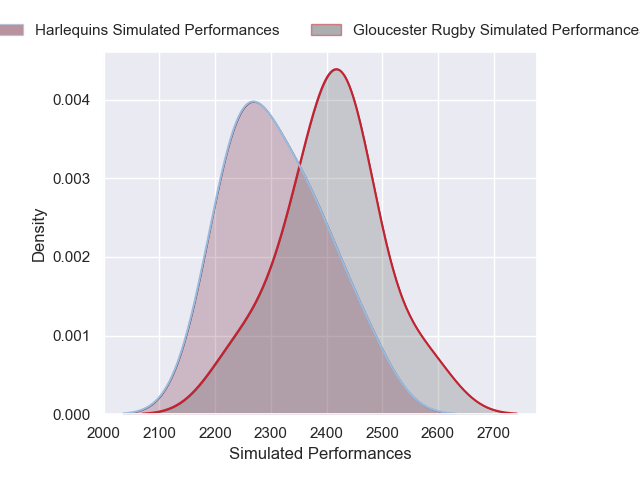 Harlequins Simulated Performances Gloucester Rugby Simulated Performance
0.004
0.003
0.002
0.001
0.000
Density
2000 2100 2200 2300 2400 2500 2600 2700
Simulated Performances